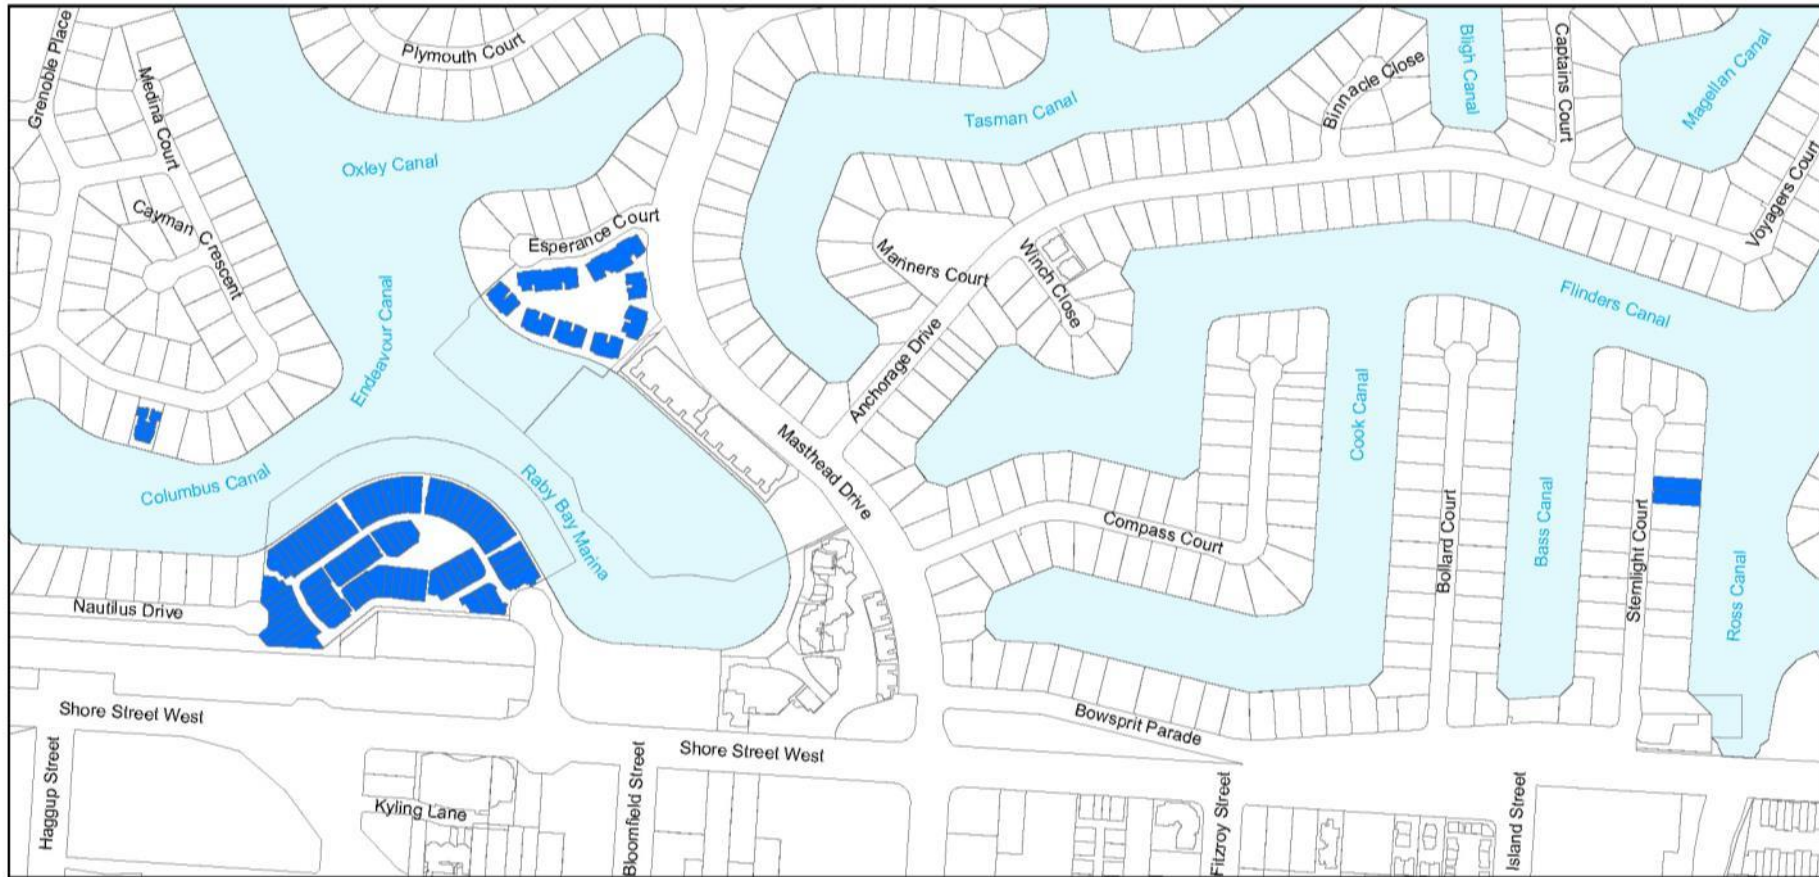 Grenoble Place
Medina Court
Plymouth Court
Oxley Canal
Cayman Crescent
Esperance Court
Endeavour Canal
Columbus Canal
Raby Bay Marina
Nautilus Drive
Tasman Canal
Bligh Canal
Binnacle Close
Captains Court
Magellan Canal
Voyagers Court
Mariners Court
Winch Close
Anchorage Drive
Flinders Canal
Masthead Drive
Cook Canal
Compass Court
Bollard Court
Bass Canal
Sternlight Court
Ross Canal
Bowsprit Parade
Shore Street West
Shore Street West
Haggup Street
Kyling Lane
Bloomfield Street
Fitzroy Street
Island Street